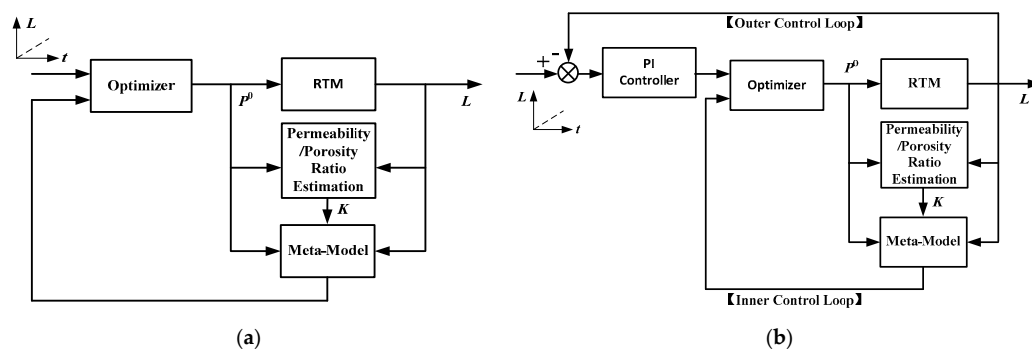 L
t
Optimizer
P⁰
RTM
L
Permeability
/Porosity
Ratio
Estimation
K
Meta-Model
(a)
【Outer Control Loop】
+ -
PI
Controller
Optimizer
P⁰
RTM
L
L
t
Permeability
/Porosity
Ratio
Estimation
K
Meta-Model
【Inner Control Loop】
(b)